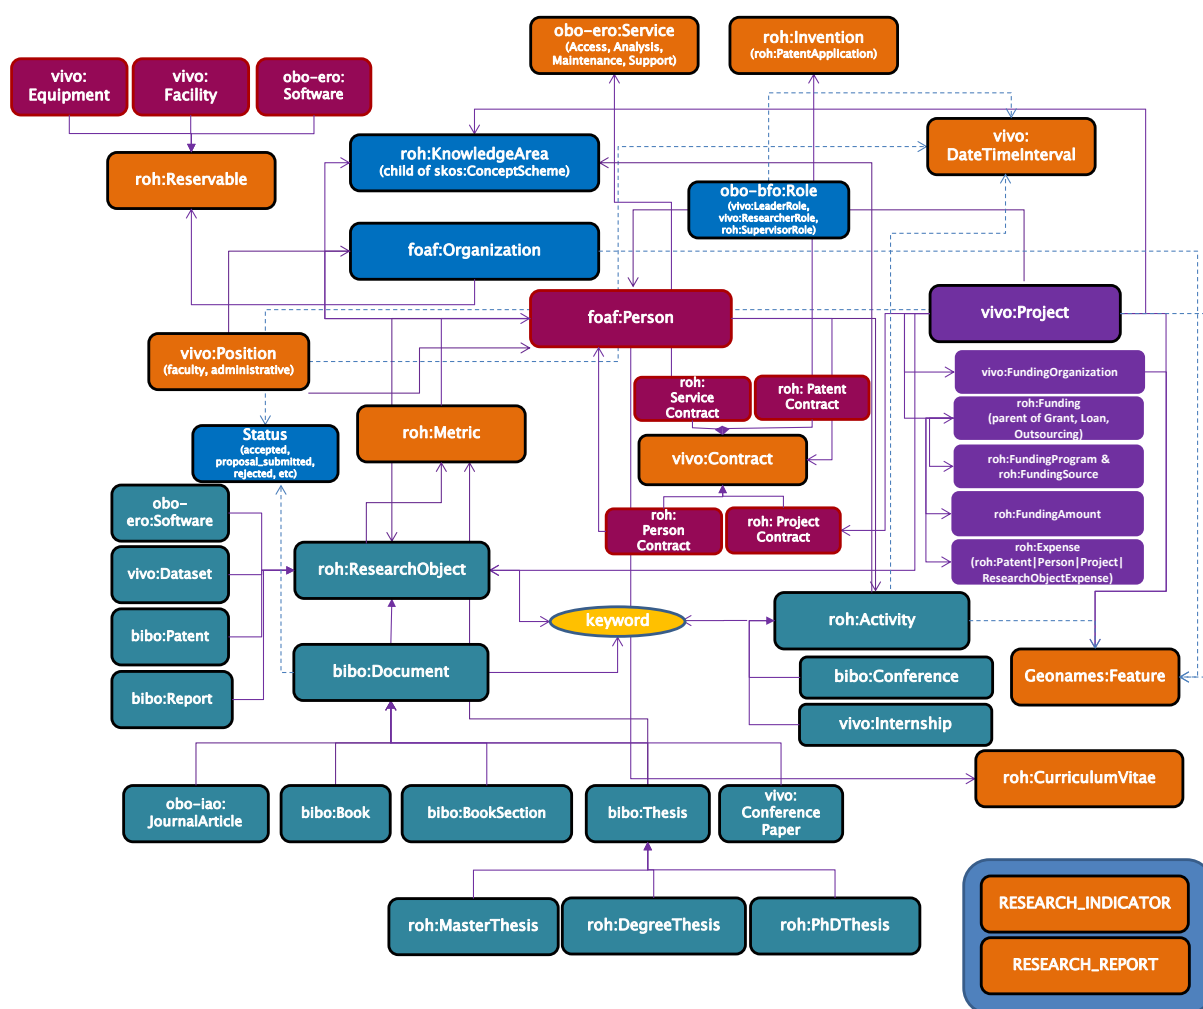 obo-ero:Service
(Access, Analysis,
Maintenance, Support)
roh:Invention
(roh:PatentApplication)
vivo:
Equipment
vivo:
Facility
obo-ero:
Software
vivo:
DateTimeInterval
roh:Reservable
roh:KnowledgeArea
(child of skos:ConceptScheme)
obo-bfo:Role
(vivo:LeaderRole,
vivo:ResearcherRole,
roh:SupervisorRole)
foaf:Organization
foaf:Person
vivo:Project
vivo:Position
(faculty, administrative)
vivo:FundingOrganization
roh:
Service
Contract
roh: Patent
Contract
roh:Funding
(parent of Grant, Loan,
Outsourcing)
roh:Metric
Status
(accepted,
proposal_submitted,
rejected, etc)
vivo:Contract
roh:FundingProgram &
roh:FundingSource
obo-
ero:Software
roh:
Person
Contract
roh: Project
Contract
roh:FundingAmount
vivo:Dataset
roh:ResearchObject
roh:Expense
(roh:Patent|Person|Project|
ResearchObjectExpense)
bibo:Patent
keyword
roh:Activity
bibo:Report
bibo:Document
bibo:Conference
Geonames:Feature
vivo:Internship
roh:CurriculumVitae
obo-iao:
JournalArticle
bibo:Book
bibo:BookSection
bibo:Thesis
vivo:
Conference
Paper
roh:MasterThesis
roh:DegreeThesis
roh:PhDThesis
RESEARCH_INDICATOR
RESEARCH_REPORT